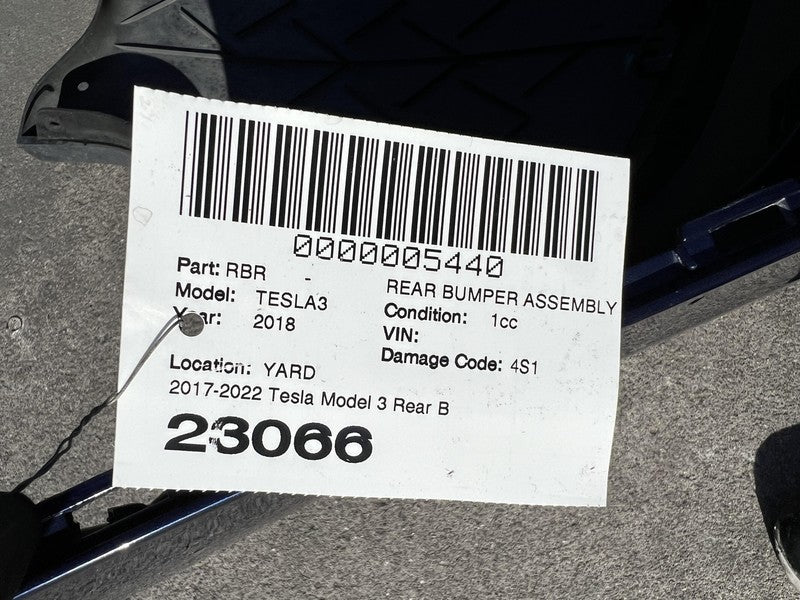 0000005440
Part: RBR - REAR BUMPER ASSEMBLY
Model: TESLA3 Condition: 1cc
Year: 2018 VIN:
Damage Code: 4S1
Location: YARD
2017-2022 Tesla Model 3 Rear B
23066